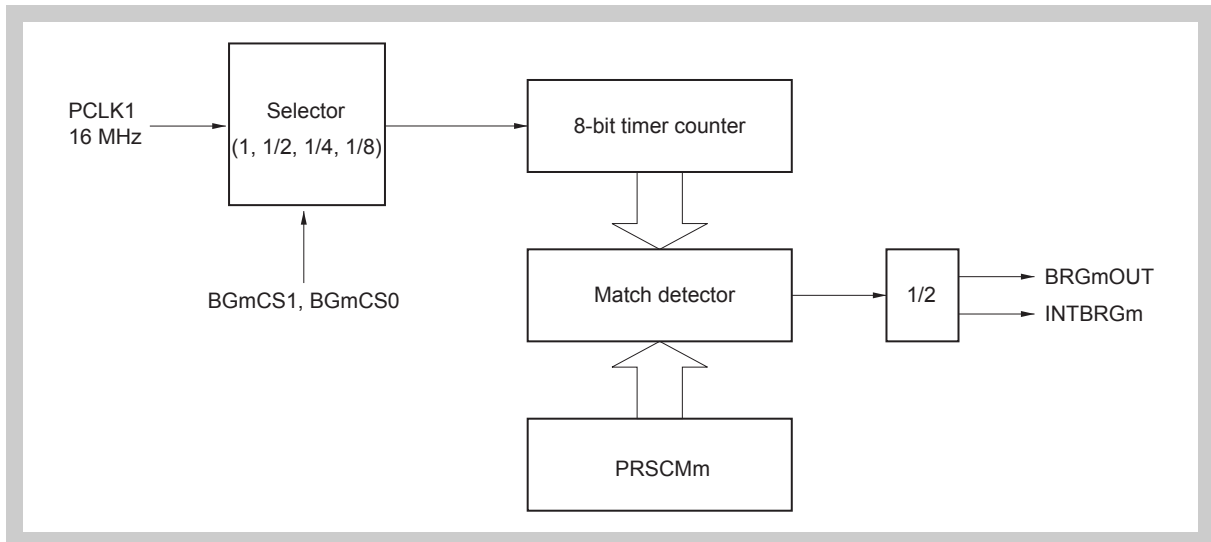 PCLK1
16 MHz
Selector
(1, 1/2, 1/4, 1/8)
8-bit timer counter
BGmCS1, BGmCS0
Match detector
1/2
BRGmOUT
INTBRGm
PRSCMm